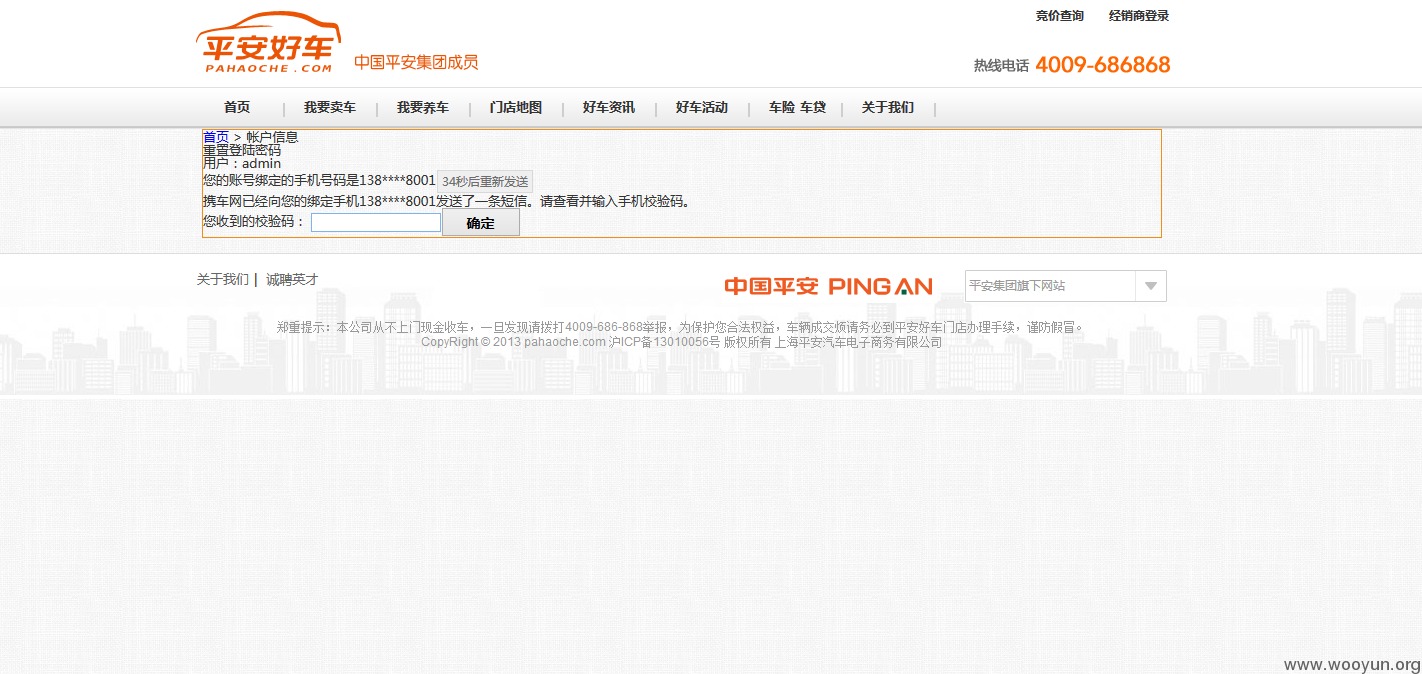 竞价查询 经销商登录
平安好车
PAHAOCHE.COM
中国平安集团成员
热线电话 4009-686868
首页 | 我要卖车 | 我要养车 | 门店地图 | 好车资讯 | 好车活动 | 车险 车贷 | 关于我们 |
首页 > 帐户信息
重置登陆密码
用户：admin
您的账号绑定的手机号码是138****8001 34秒后重新发送
携车网已经向您的绑定手机138****8001发送了一条短信。请查看并输入手机校验码。
您收到的校验码： 确定
关于我们 | 诚聘英才
中国平安 PING AN
平安集团旗下网站
郑重提示：本公司从不上门现金收车，一旦发现请拨打4009-686-868举报，为保护您合法权益，车辆成交烦请务必到平安好车门店办理手续，谨防假冒。
CopyRight © 2013 pahaoche.com 沪ICP备13010056号 版权所有 上海平安汽车电子商务有限公司
www.wooyun.org